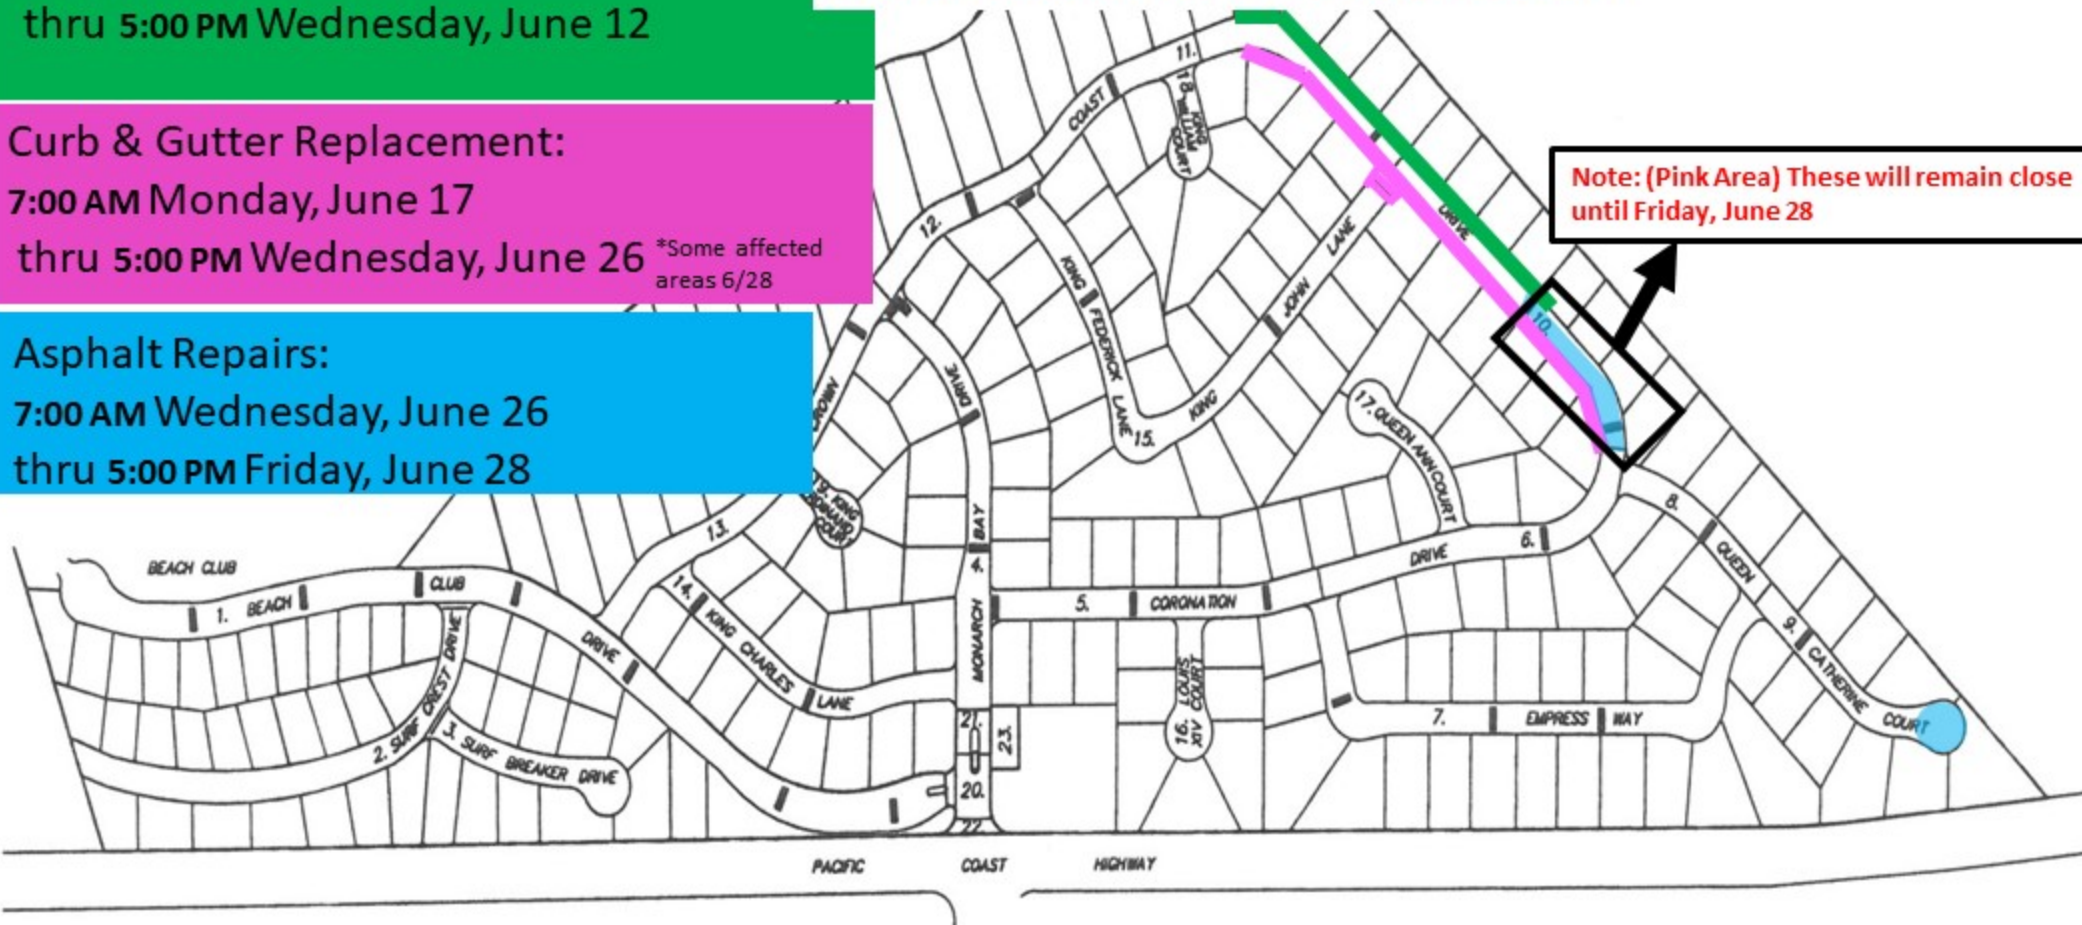 thru 5:00 PM Wednesday, June 12
Curb & Gutter Replacement:
7:00 AM Monday, June 17
thru 5:00 PM Wednesday, June 26 *Some affected
areas 6/28
Asphalt Repairs:
7:00 AM Wednesday, June 26
thru 5:00 PM Friday, June 28
Note: (Pink Area) These will remain close
until Friday, June 28
11.
COAST
18.
KING
COURT
12.
DRIVE
10.
KING FEDERICK LANE
KING JOHN LANE
15.
17. QUEEN ANN COURT
DRIVE
19. KING
COURT
13.
BAY
4.
MONARCH
8.
QUEEN
9.
CATHERINE
COURT
6.
DRIVE
5. CORONATION
BEACH CLUB
1. BEACH CLUB DRIVE
14. KING CHARLES LANE
2. SURF CREST DRIVE
3. SURF BREAKER DRIVE
16. LOUIS XIV COURT
7. EMPRESS WAY
21.
23.
20.
22.
PACIFIC COAST HIGHWAY